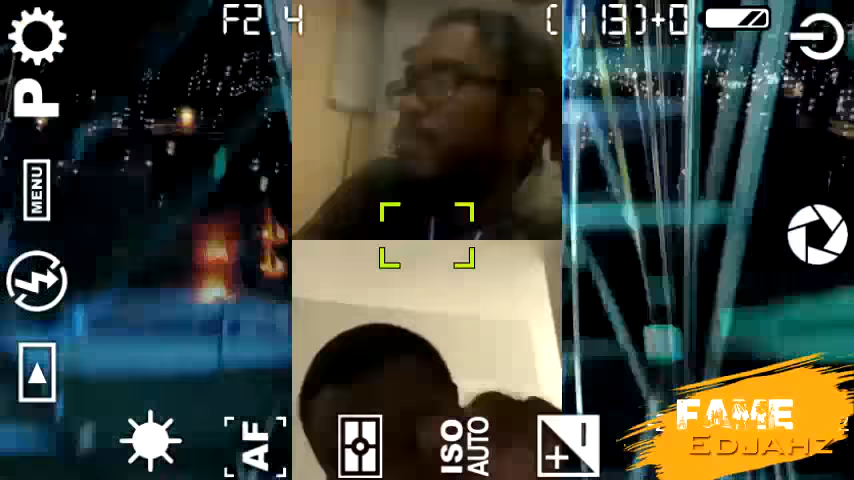 F2.4
(113)+0
P
MENU
AF
ISO
AUTO
FAME
EDJAHZ